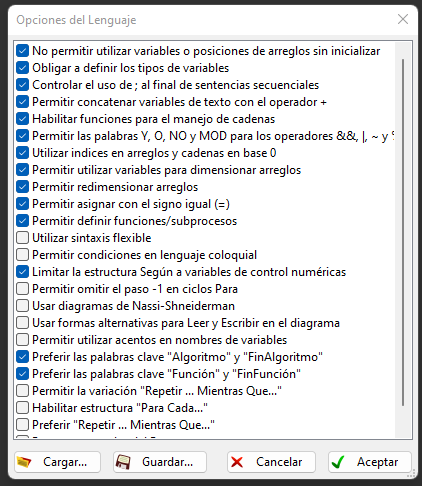 Opciones del Lenguaje
No permitir utilizar variables o posiciones de arreglos sin inicializar
Obligar a definir los tipos de variables
Controlar el uso de ; al final de sentencias secuenciales
Permitir concatenar variables de texto con el operador +
Habilitar funciones para el manejo de cadenas
Permitir las palabras Y, O, NO y MOD para los operadores &&, |, ~ y
Utilizar indices en arreglos y cadenas en base 0
Permitir utilizar variables para dimensionar arreglos
Permitir redimensionar arreglos
Permitir asignar con el signo igual (=)
Permitir definir funciones/subprocesos
Utilizar sintaxis flexible
Permitir condiciones en lenguaje coloquial
Limitar la estructura Según a variables de control numéricas
Permitir omitir el paso -1 en ciclos Para
Usar diagramas de Nassi-Shneiderman
Usar formas alternativas para Leer y Escribir en el diagrama
Permitir utilizar acentos en nombres de variables
Preferir las palabras clave "Algoritmo" y "FinAlgoritmo"
Preferir las palabras clave "Función" y "FinFunción"
Permitir la variación "Repetir ... Mientras Que..."
Habilitar estructura "Para Cada..."
Preferir "Repetir ... Mientras Que..."
Cargar... Guardar... Cancelar Aceptar